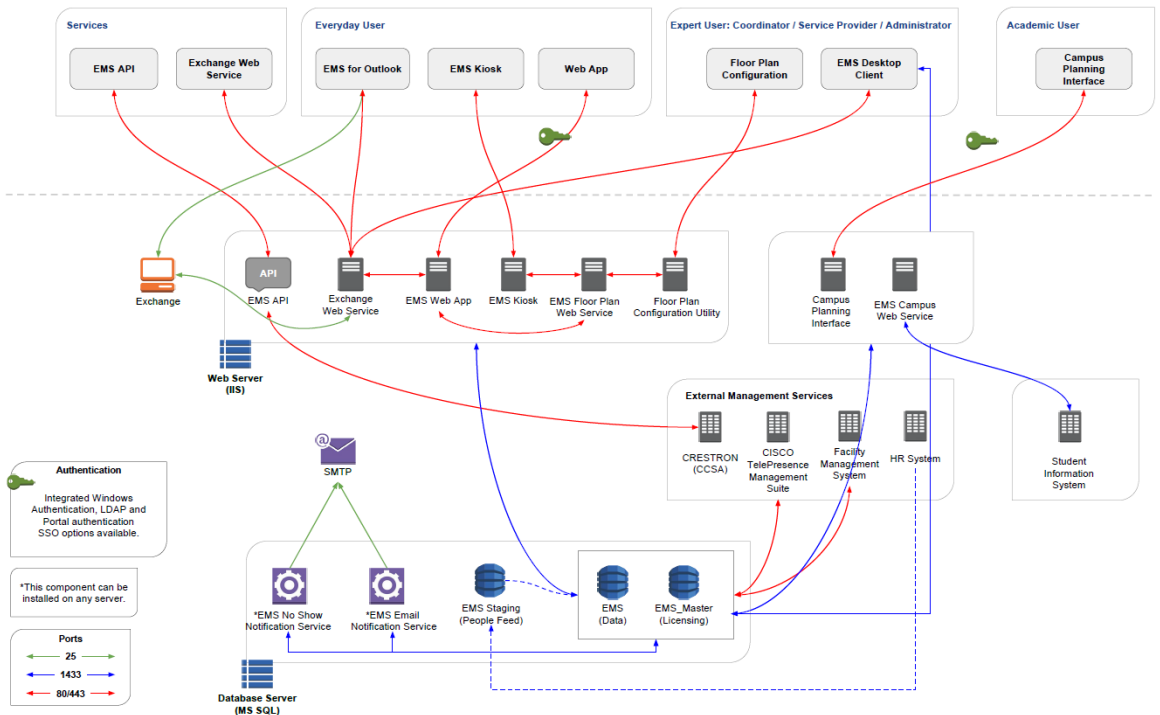 Services
Everyday User
Expert User: Coordinator / Service Provider / Administrator
Academic User
EMS API
Exchange Web
Service
EMS for Outlook
EMS Kiosk
Web App
Floor Plan
Configuration
EMS Desktop
Client
Campus
Planning
Interface
Exchange
API
EMS API
Exchange
Web Service
EMS Web App
EMS Kiosk
EMS Floor Plan
Web Service
Floor Plan
Configuration Utility
Campus
Planning
Interface
EMS Campus
Web Service
Web Server
(IIS)
External Management Services
CRESTRON
(CCSA)
CISCO
TelePresence
Management
Suite
Facility
Management
System
HR System
Student
Information
System
@
SMTP
Authentication
Integrated Windows
Authentication, LDAP and
Portal authentication
SSO options available.
*This component can be
installed on any server.
*EMS No Show
Notification Service
*EMS Email
Notification Service
EMS Staging
(People Feed)
EMS
(Data)
EMS_Master
(Licensing)
Ports
25
1433
80/443
Database Server
(MS SQL)